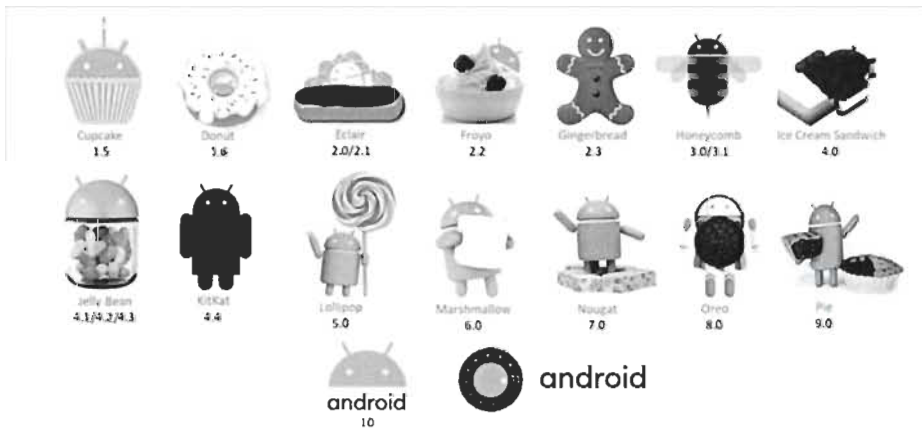 Cupcake
1.5
Donut
1.6
Eclair
2.0/2.1
Froyo
2.2
Gingerbread
2.3
Honeycomb
3.0/3.1
Ice Cream Sandwich
4.0
Jelly Bean
4.1/4.2/4.3
KitKat
4.4
Lollipop
5.0
Marshmallow
6.0
Nougat
7.0
Oreo
8.0
Pie
9.0
android
10
android